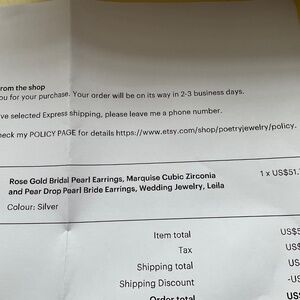 rom the shop
ou for your purchase. Your order will be on its way in 2-3 business days.
ve selected Express shipping, please leave me a phone number.
heck my POLICY PAGE for details https://www.etsy.com/shop/poetryjewelry/policy.
Rose Gold Bridal Pearl Earrings, Marquise Cubic Zirconia 1 x US$51.
and Pear Drop Pearl Bride Earrings, Wedding Jewelry, Leila
Colour: Silver
Item total US$5
Tax US$
Shipping total US
Shipping Discount -US
Order total US$